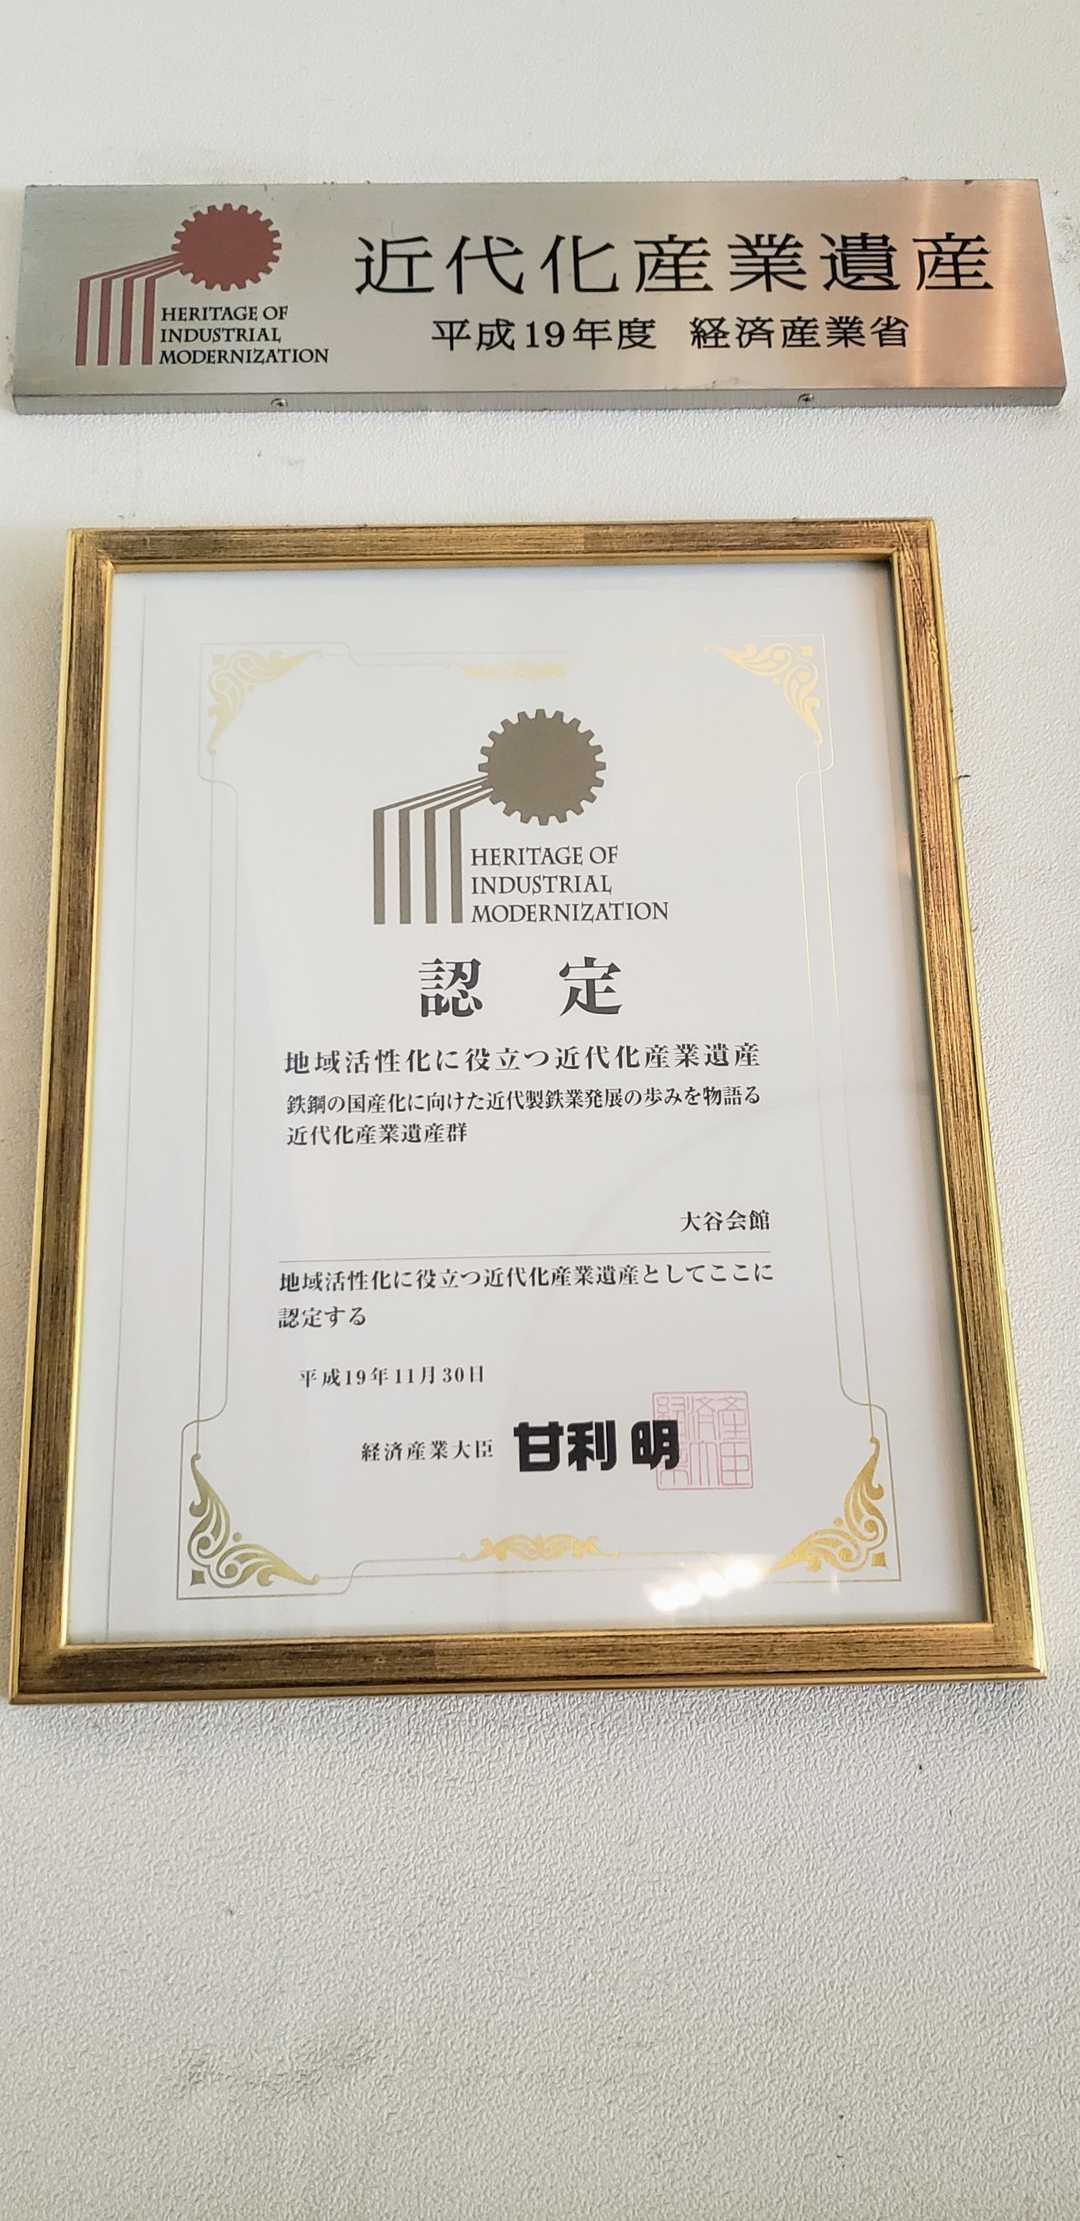 HERITAGE OF
INDUSTRIAL
MODERNIZATION
近代化産業遺産
平成19年度 経済産業省
HERITAGE OF
INDUSTRIAL
MODERNIZATION
認 定
地域活性化に役立つ近代化産業遺産
鉄鋼の国産化に向けた近代製鉄業発展の歩みを物語る
近代化産業遺産群
大谷会館
地域活性化に役立つ近代化産業遺産としてここに
認定する
平成19年11月30日
経済産業大臣 甘利 明